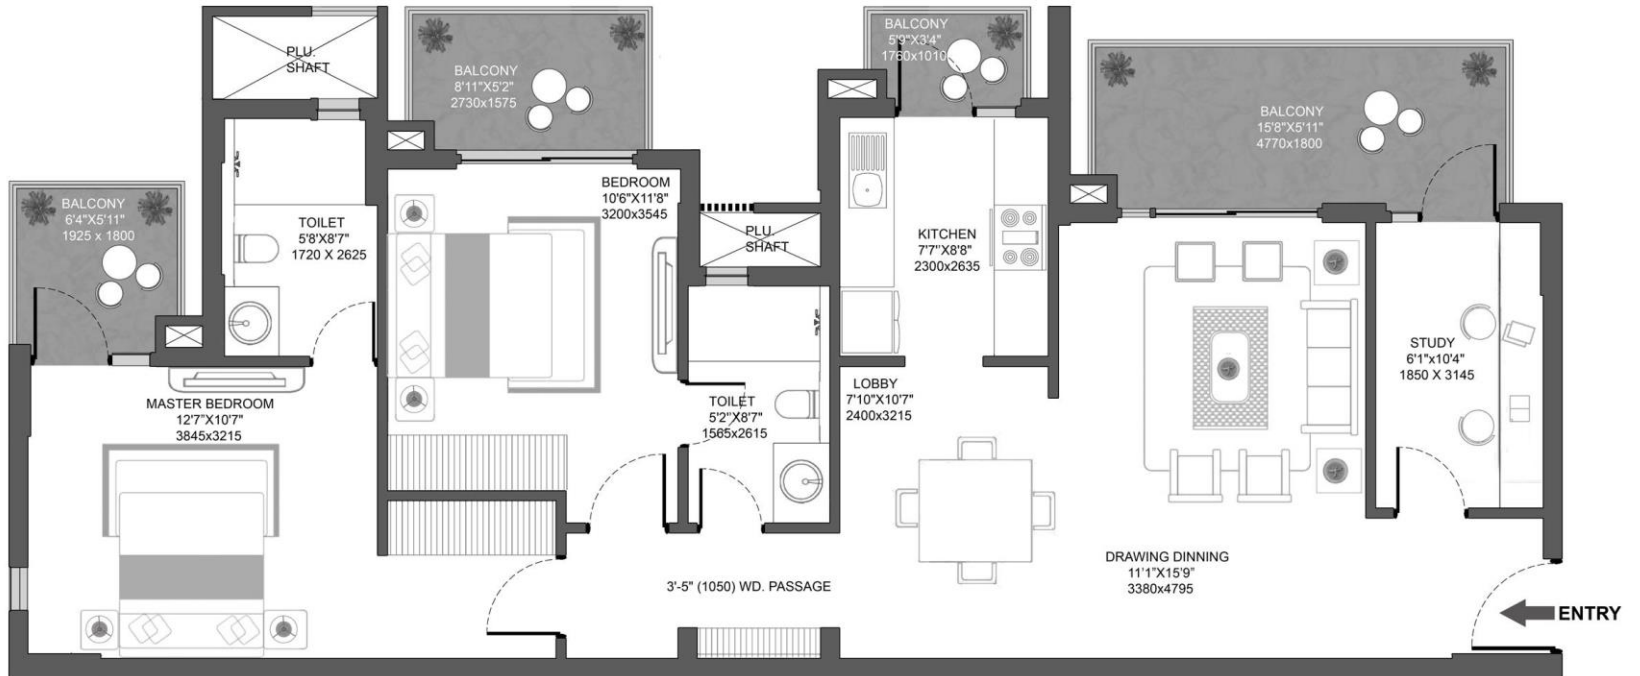 PLU.
SHAFT
BALCONY
8'11"X5'2"
2730x1575
BALCONY
5'9"X3'4"
1760x1010
BALCONY
15'8"X5'11"
4770x1800
BALCONY
6'4"X5'11"
1925 x 1800
TOILET
5'8'X8'7"
1720 X 2625
BEDROOM
10'6"X11'8"
3200x3545
PLU.
SHAFT
KITCHEN
7'7"X8'8"
2300x2635
STUDY
6'1"x10'4"
1850 X 3145
MASTER BEDROOM
12'7"X10'7"
3845x3215
TOILET
5'2"X8'7"
1565x2615
LOBBY
7'10"X10'7"
2400x3215
DRAWING DINNING
11'1"X15'9"
3380x4795
3'-5" (1050) WD. PASSAGE
ENTRY